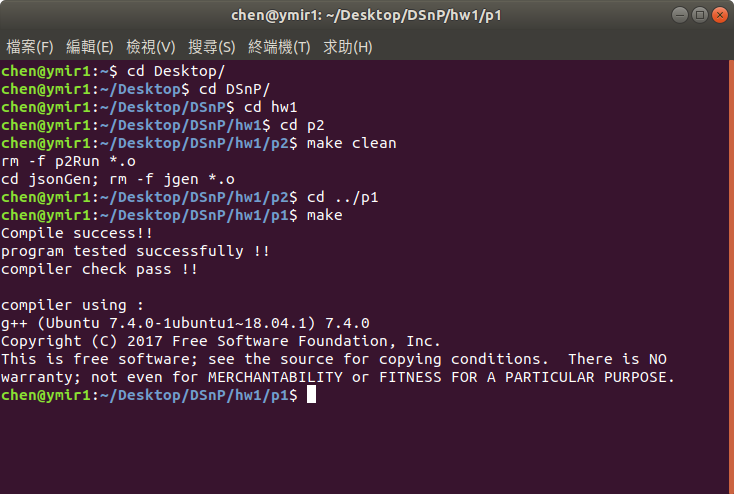 chen@ymir1: ~/Desktop/DSnP/hw1/p1
檔案(F) 編輯(E) 檢視(V) 搜尋(S) 終端機(T) 求助(H)
chen@ymir1:~$ cd Desktop/
chen@ymir1:~/Desktop$ cd DSnP/
chen@ymir1:~/Desktop/DSnP$ cd hw1
chen@ymir1:~/Desktop/DSnP/hw1$ cd p2
chen@ymir1:~/Desktop/DSnP/hw1/p2$ make clean
rm -f p2Run *.o
cd jsonGen; rm -f jgen *.o
chen@ymir1:~/Desktop/DSnP/hw1/p2$ cd ../p1
chen@ymir1:~/Desktop/DSnP/hw1/p1$ make
Compile success!!
program tested successfully !!
compiler check pass !!

compiler using :
g++ (Ubuntu 7.4.0-1ubuntu1~18.04.1) 7.4.0
Copyright (C) 2017 Free Software Foundation, Inc.
This is free software; see the source for copying conditions.  There is NO
warranty; not even for MERCHANTABILITY or FITNESS FOR A PARTICULAR PURPOSE.
chen@ymir1:~/Desktop/DSnP/hw1/p1$